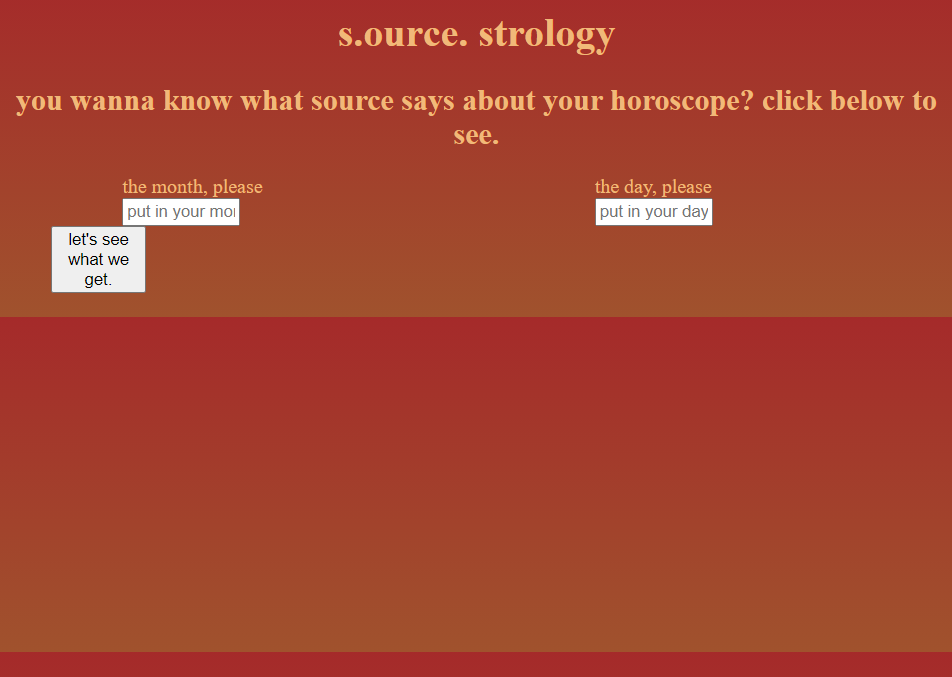 s.ource. strology
you wanna know what source says about your horoscope? click below to
see.
the month, please
the day, please
put in your
put in your day
let's see
what we
get.